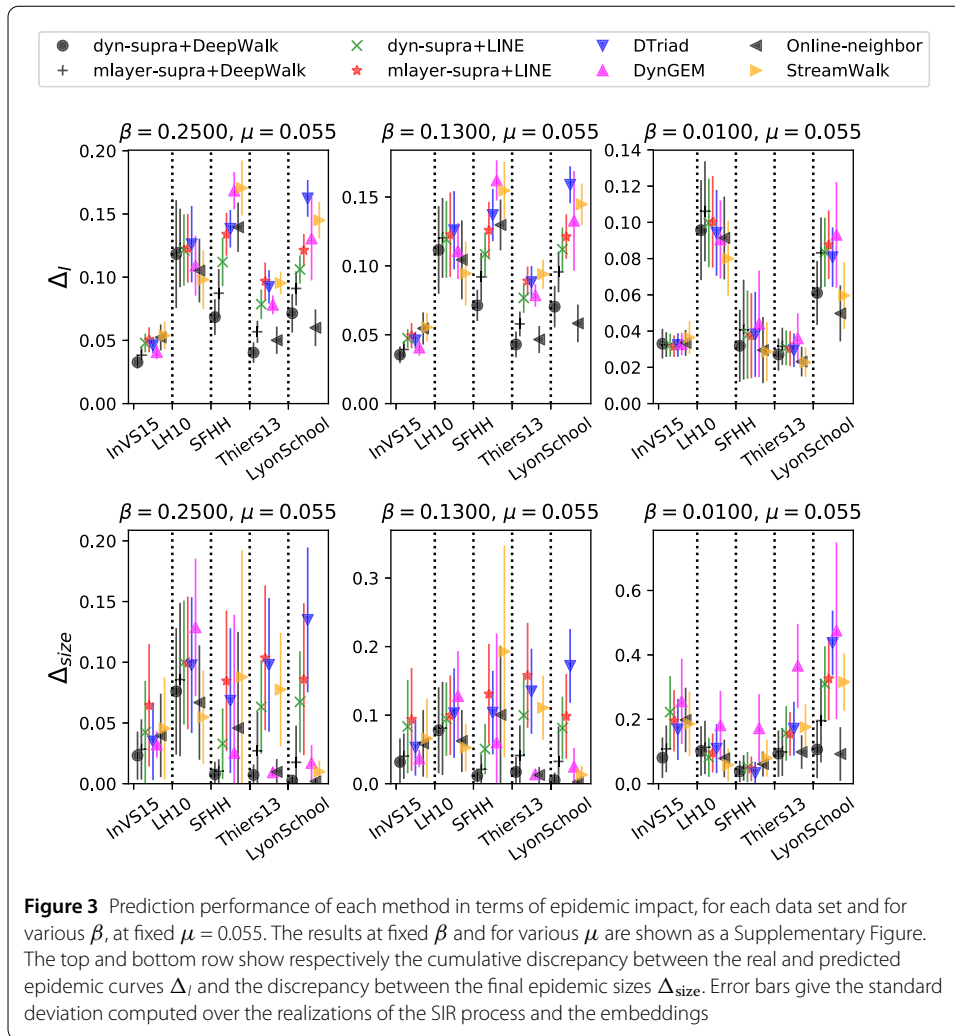 dyn-supra+DeepWalk dyn-supra+LINE DTriad Online-neighbor
mlayer-supra+DeepWalk mlayer-supra+LINE DynGEM StreamWalk
β = 0.2500, μ = 0.055 β = 0.1300, μ = 0.055 β = 0.0100, μ = 0.055
Δ_I
0.20 0.15 0.10 0.05 0.00
InVS15 LH10 SFHH Thiers13 LyonSchool
0.15 0.10 0.05 0.00
InVS15 LH10 SFHH Thiers13 LyonSchool
0.14 0.12 0.10 0.08 0.06 0.04 0.02 0.00
InVS15 LH10 SFHH Thiers13 LyonSchool
β = 0.2500, μ = 0.055 β = 0.1300, μ = 0.055 β = 0.0100, μ = 0.055
Δ_size
0.20 0.15 0.10 0.05 0.00
InVS15 LH10 SFHH Thiers13 LyonSchool
0.3 0.2 0.1 0.0
InVS15 LH10 SFHH Thiers13 LyonSchool
0.6 0.4 0.2 0.0
InVS15 LH10 SFHH Thiers13 LyonSchool
Figure 3 Prediction performance of each method in terms of epidemic impact, for each data set and for
various β, at fixed μ = 0.055. The results at fixed β and for various μ are shown as a Supplementary Figure.
The top and bottom row show respectively the cumulative discrepancy between the real and predicted
epidemic curves Δ_I and the discrepancy between the final epidemic sizes Δ_size. Error bars give the standard
deviation computed over the realizations of the SIR process and the embeddings